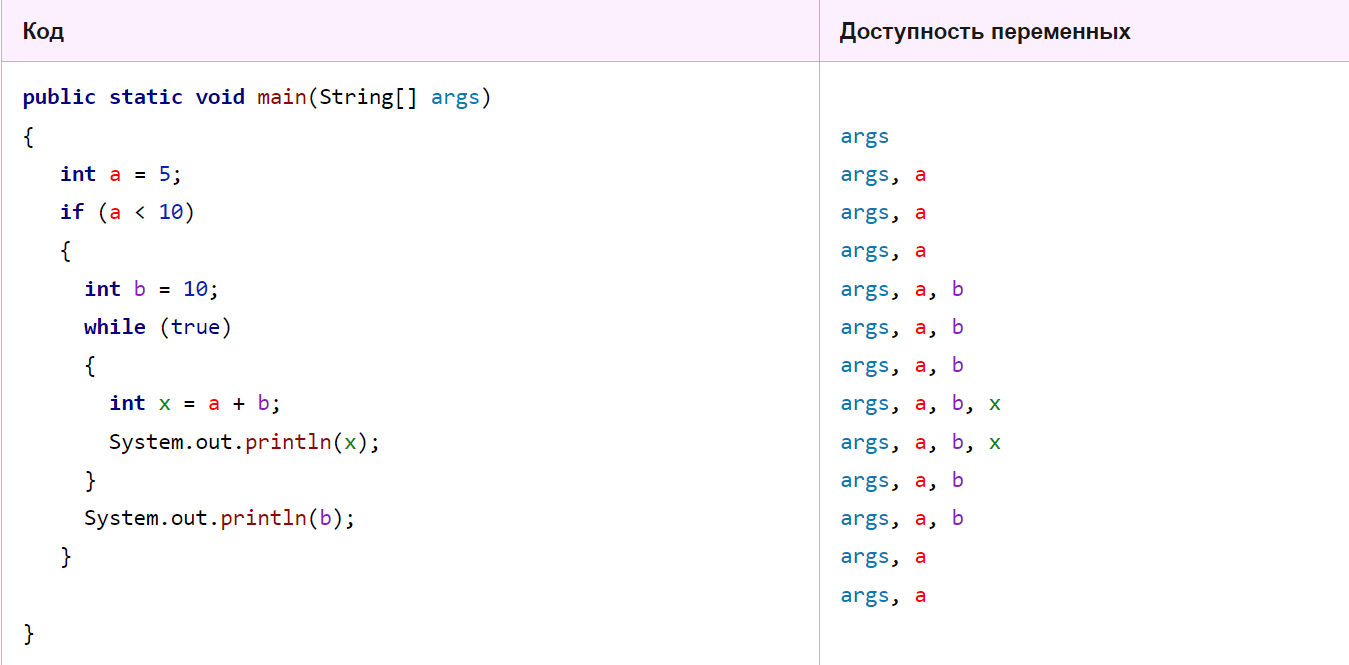 Код	Доступность переменных
public static void main(String[] args)
{	args
int a = 5;	args, a
if (a < 10)	args, a
{	args, a
int b = 10;	args, a, b
while (true)	args, a, b
{	args, a, b
int x = a + b;	args, a, b, x
System.out.println(x);	args, a, b, x
}	args, a, b
System.out.println(b);	args, a, b
}	args, a
args, a
}